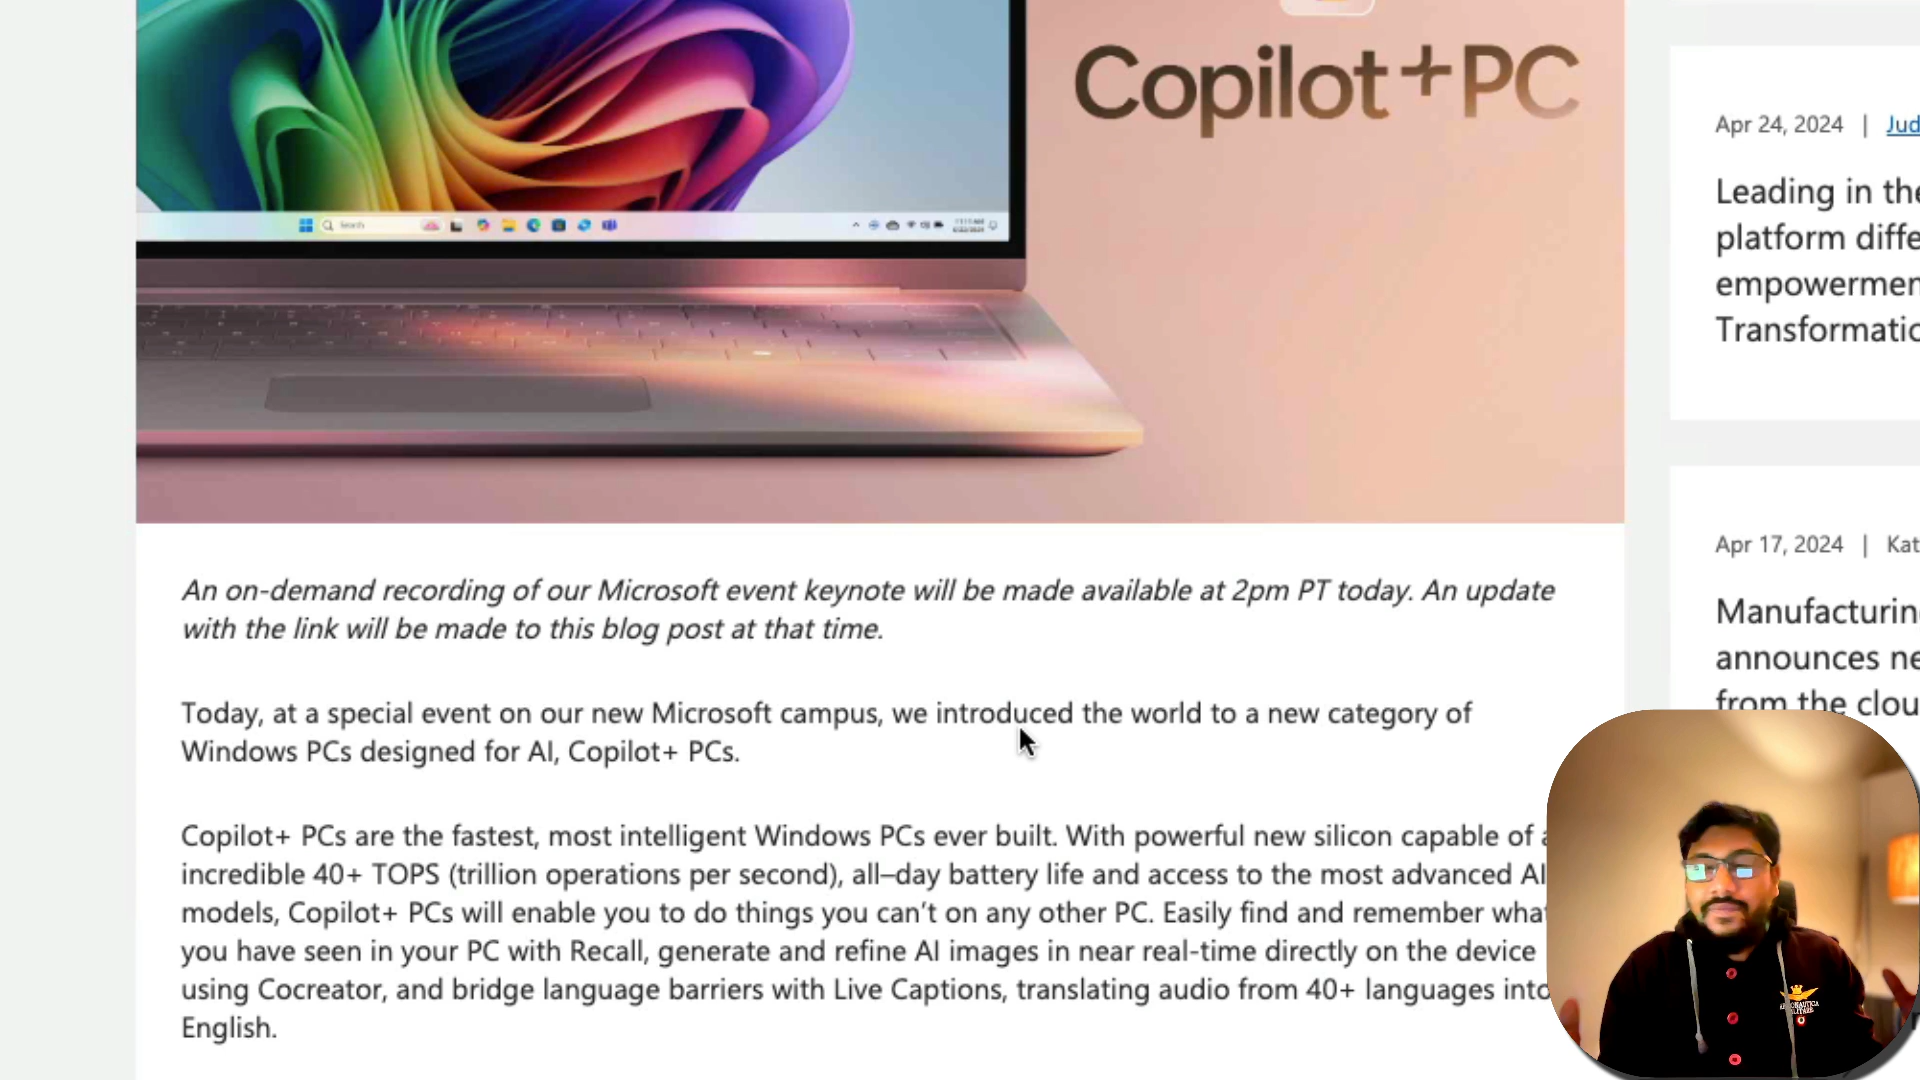 Copilot+PC
Search
Apr 24, 2024 | Jud
Leading in the
platform diffe
empowermen
Transformatio
An on-demand recording of our Microsoft event keynote will be made available at 2pm PT today. An update
with the link will be made to this blog post at that time.
Today, at a special event on our new Microsoft campus, we introduced the world to a new category of
Windows PCs designed for AI, Copilot+ PCs.
Copilot+ PCs are the fastest, most intelligent Windows PCs ever built. With powerful new silicon capable of a
incredible 40+ TOPS (trillion operations per second), all–day battery life and access to the most advanced AI
models, Copilot+ PCs will enable you to do things you can't on any other PC. Easily find and remember what
you have seen in your PC with Recall, generate and refine AI images in near real-time directly on the device
using Cocreator, and bridge language barriers with Live Captions, translating audio from 40+ languages into
English.
Apr 17, 2024 | Kat
Manufacturing
announces ne
from the clou
AERONAUTICA
MILITARE